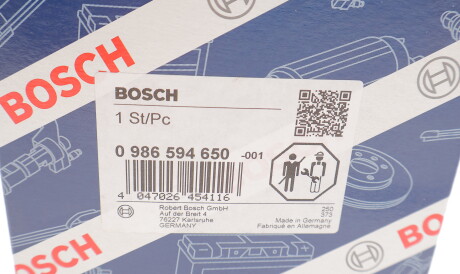 BOSCH
BOSCH
BOSCH
1 St/Pc
0 986 594 650 -001
4 047026 454116
Robert Bosch GmbH
Auf der Breit 4
76227 Karlsruhe
GERMANY
250
373
Made in Germany
Fabriqué en Allemagne
BOSCH